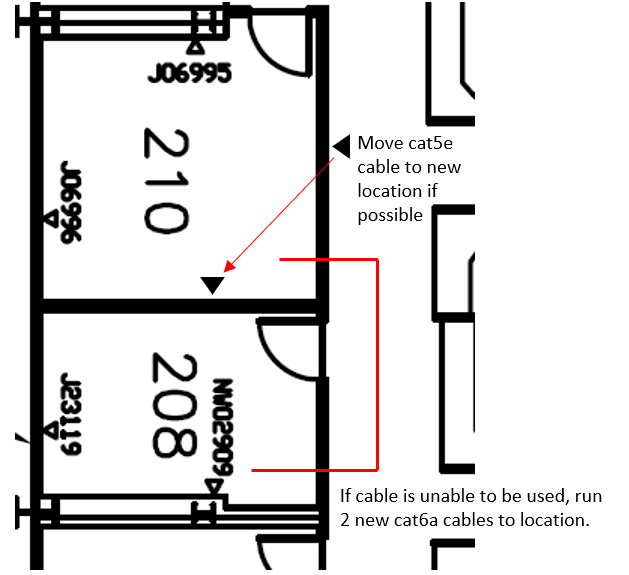 J06995
Move cat5e
cable to new
location if
possible
210
J06996
208
J23119
NW02909
If cable is unable to be used, run
2 new cat6a cables to location.